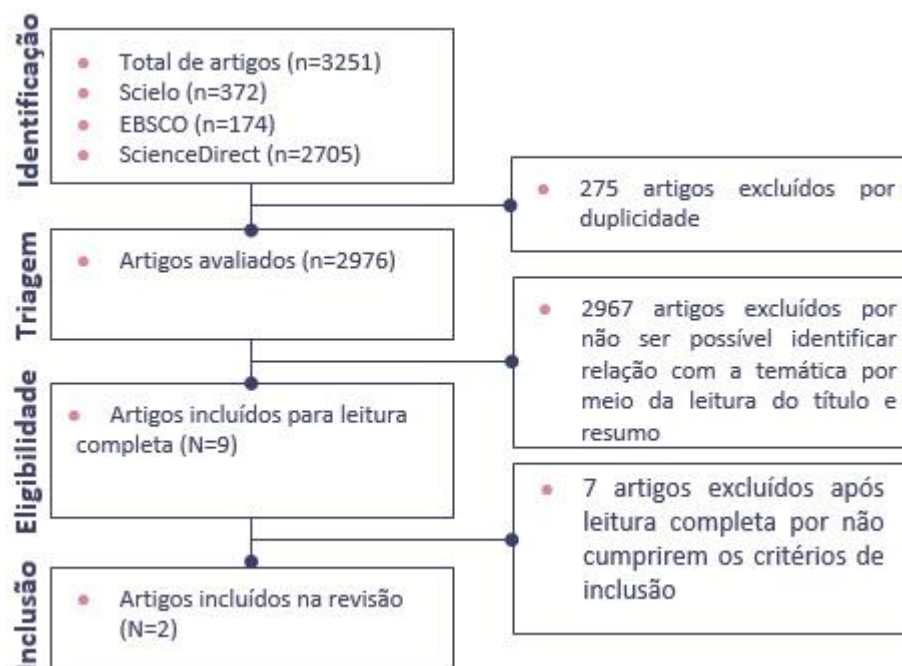 Identificação
Total de artigos (n=3251)
Scielo (n=372)
EBSCO (n=174)
ScienceDirect (n=2705)
275 artigos excluídos por
duplicidade
Triagem
Artigos avaliados (n=2976)
2967 artigos excluídos por
não ser possível identificar
relação com a temática por
meio da leitura do título e
resumo
Eligibilidade
Artigos incluídos para leitura
completa (N=9)
7 artigos excluídos após
leitura completa por não
cumprirem os critérios de
inclusão
Inclusão
Artigos incluídos na revisão
(N=2)